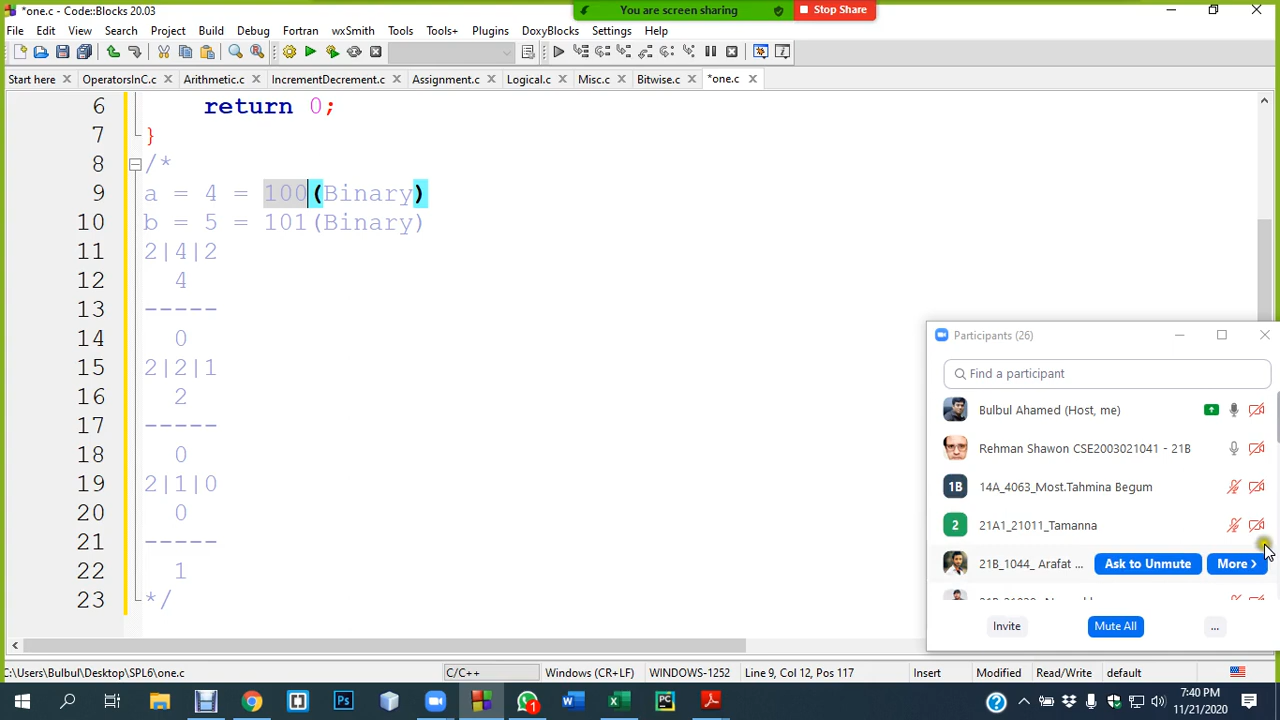 *one.c - Code::Blocks 20.03
You are screen sharing
Stop Share
File Edit View Search Project Build Debug Fortran wxSmith Tools Tools+ Plugins DoxyBlocks Settings Help
Start here OperatorsInC.c Arithmetic.c IncrementDecrement.c Assignment.c Logical.c Misc.c Bitwise.c *one.c
6 return 0;
7 }
8 /*
9 a = 4 = 100(Binary)
10 b = 5 = 101(Binary)
11 2|4|2
12 4
13 -----
14 0
15 2|2|1
16 2
17 -----
18 0
19 2|1|0
20 0
21 -----
22 1
23 */
Participants (26)
Find a participant
Bulbul Ahamed (Host, me)
Rehman Shawon CSE2003021041 - 21B
1B 14A_4063_Most.Tahmina Begum
2 21A1_21011_Tamanna
21B_1044_ Arafat ... Ask to Unmute More >
Invite Mute All ...
C:\Users\Bulbul\Desktop\SPL6\one.c C/C++ Windows (CR+LF) WINDOWS-1252 Line 9, Col 12, Pos 117 Insert Modified Read/Write default
7:40 PM
11/21/2020